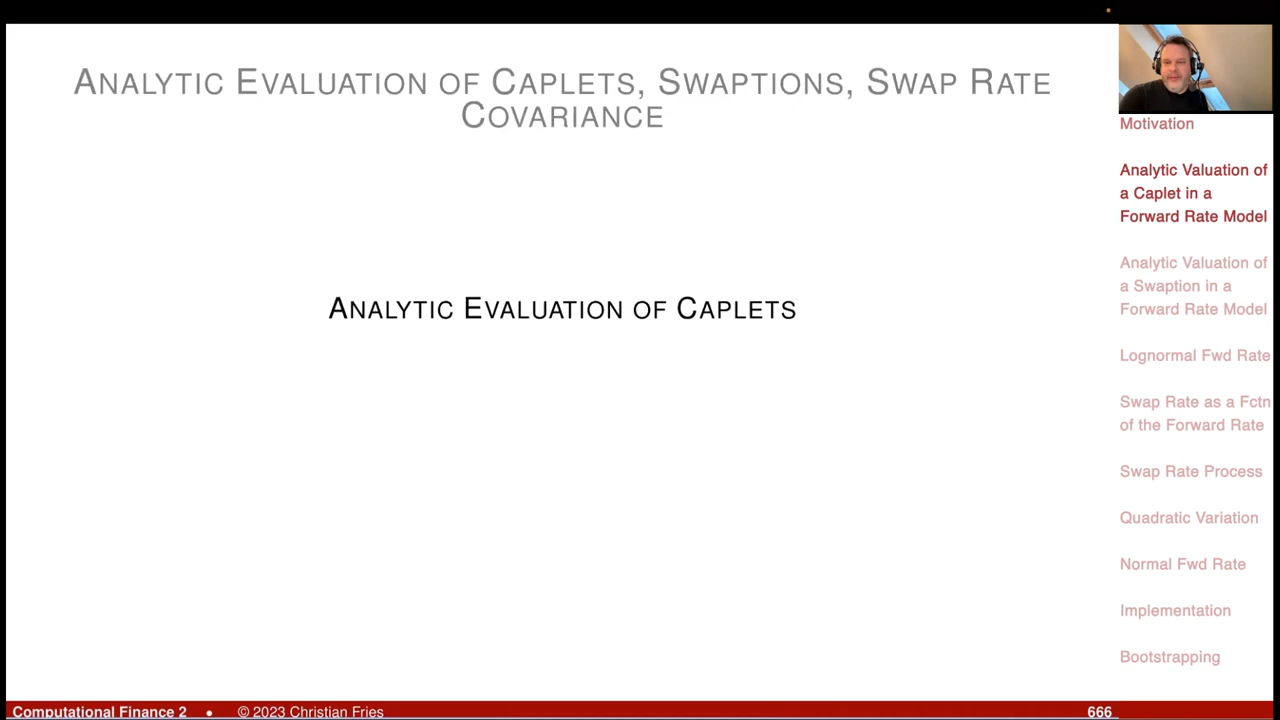 ANALYTIC EVALUATION OF CAPLETS, SWAPTIONS, SWAP RATE
COVARIANCE
ANALYTIC EVALUATION OF CAPLETS
Motivation
Analytic Valuation of
a Caplet in a
Forward Rate Model
Analytic Valuation of
a Swaption in a
Forward Rate Model
Lognormal Fwd Rate
Swap Rate as a Fctn
of the Forward Rate
Swap Rate Process
Quadratic Variation
Normal Fwd Rate
Implementation
Bootstrapping
Computational Finance 2 • © 2023 Christian Fries 666